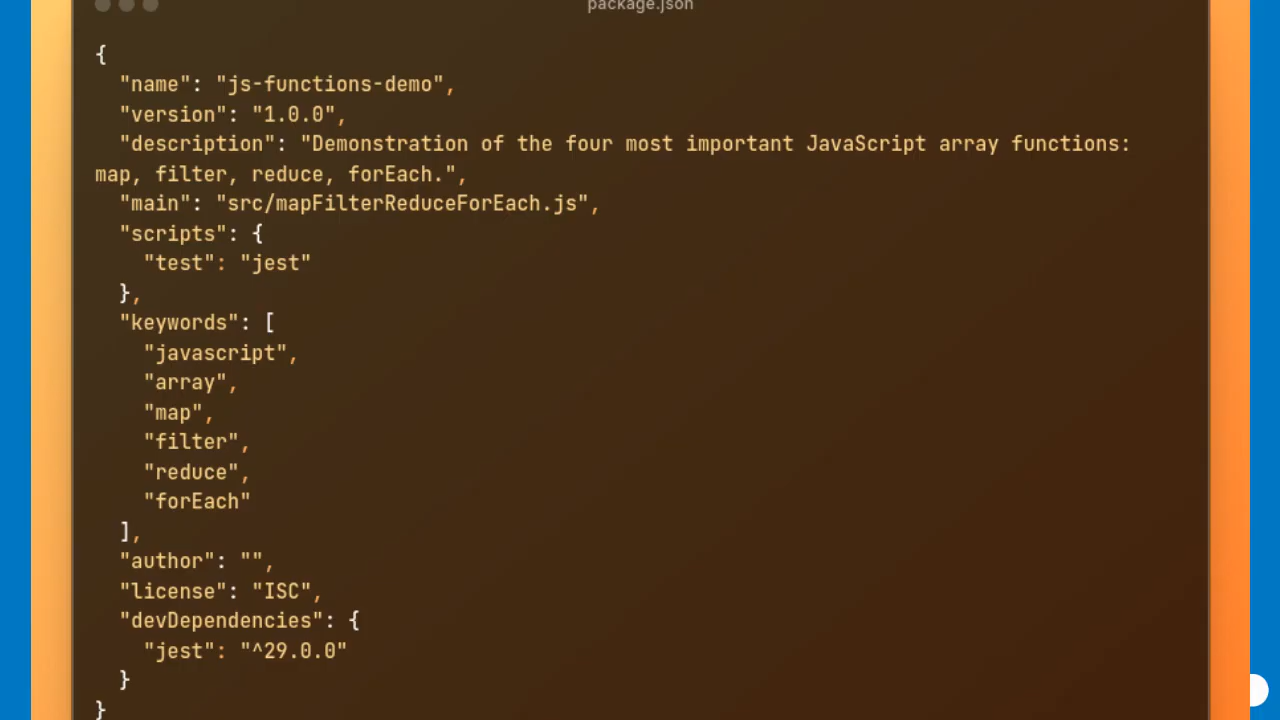 package.json
{
  "name": "js-functions-demo",
  "version": "1.0.0",
  "description": "Demonstration of the four most important JavaScript array functions:
map, filter, reduce, forEach.",
  "main": "src/mapFilterReduceForEach.js",
  "scripts": {
    "test": "jest"
  },
  "keywords": [
    "javascript",
    "array",
    "map",
    "filter",
    "reduce",
    "forEach"
  ],
  "author": "",
  "license": "ISC",
  "devDependencies": {
    "jest": "^29.0.0"
  }
}